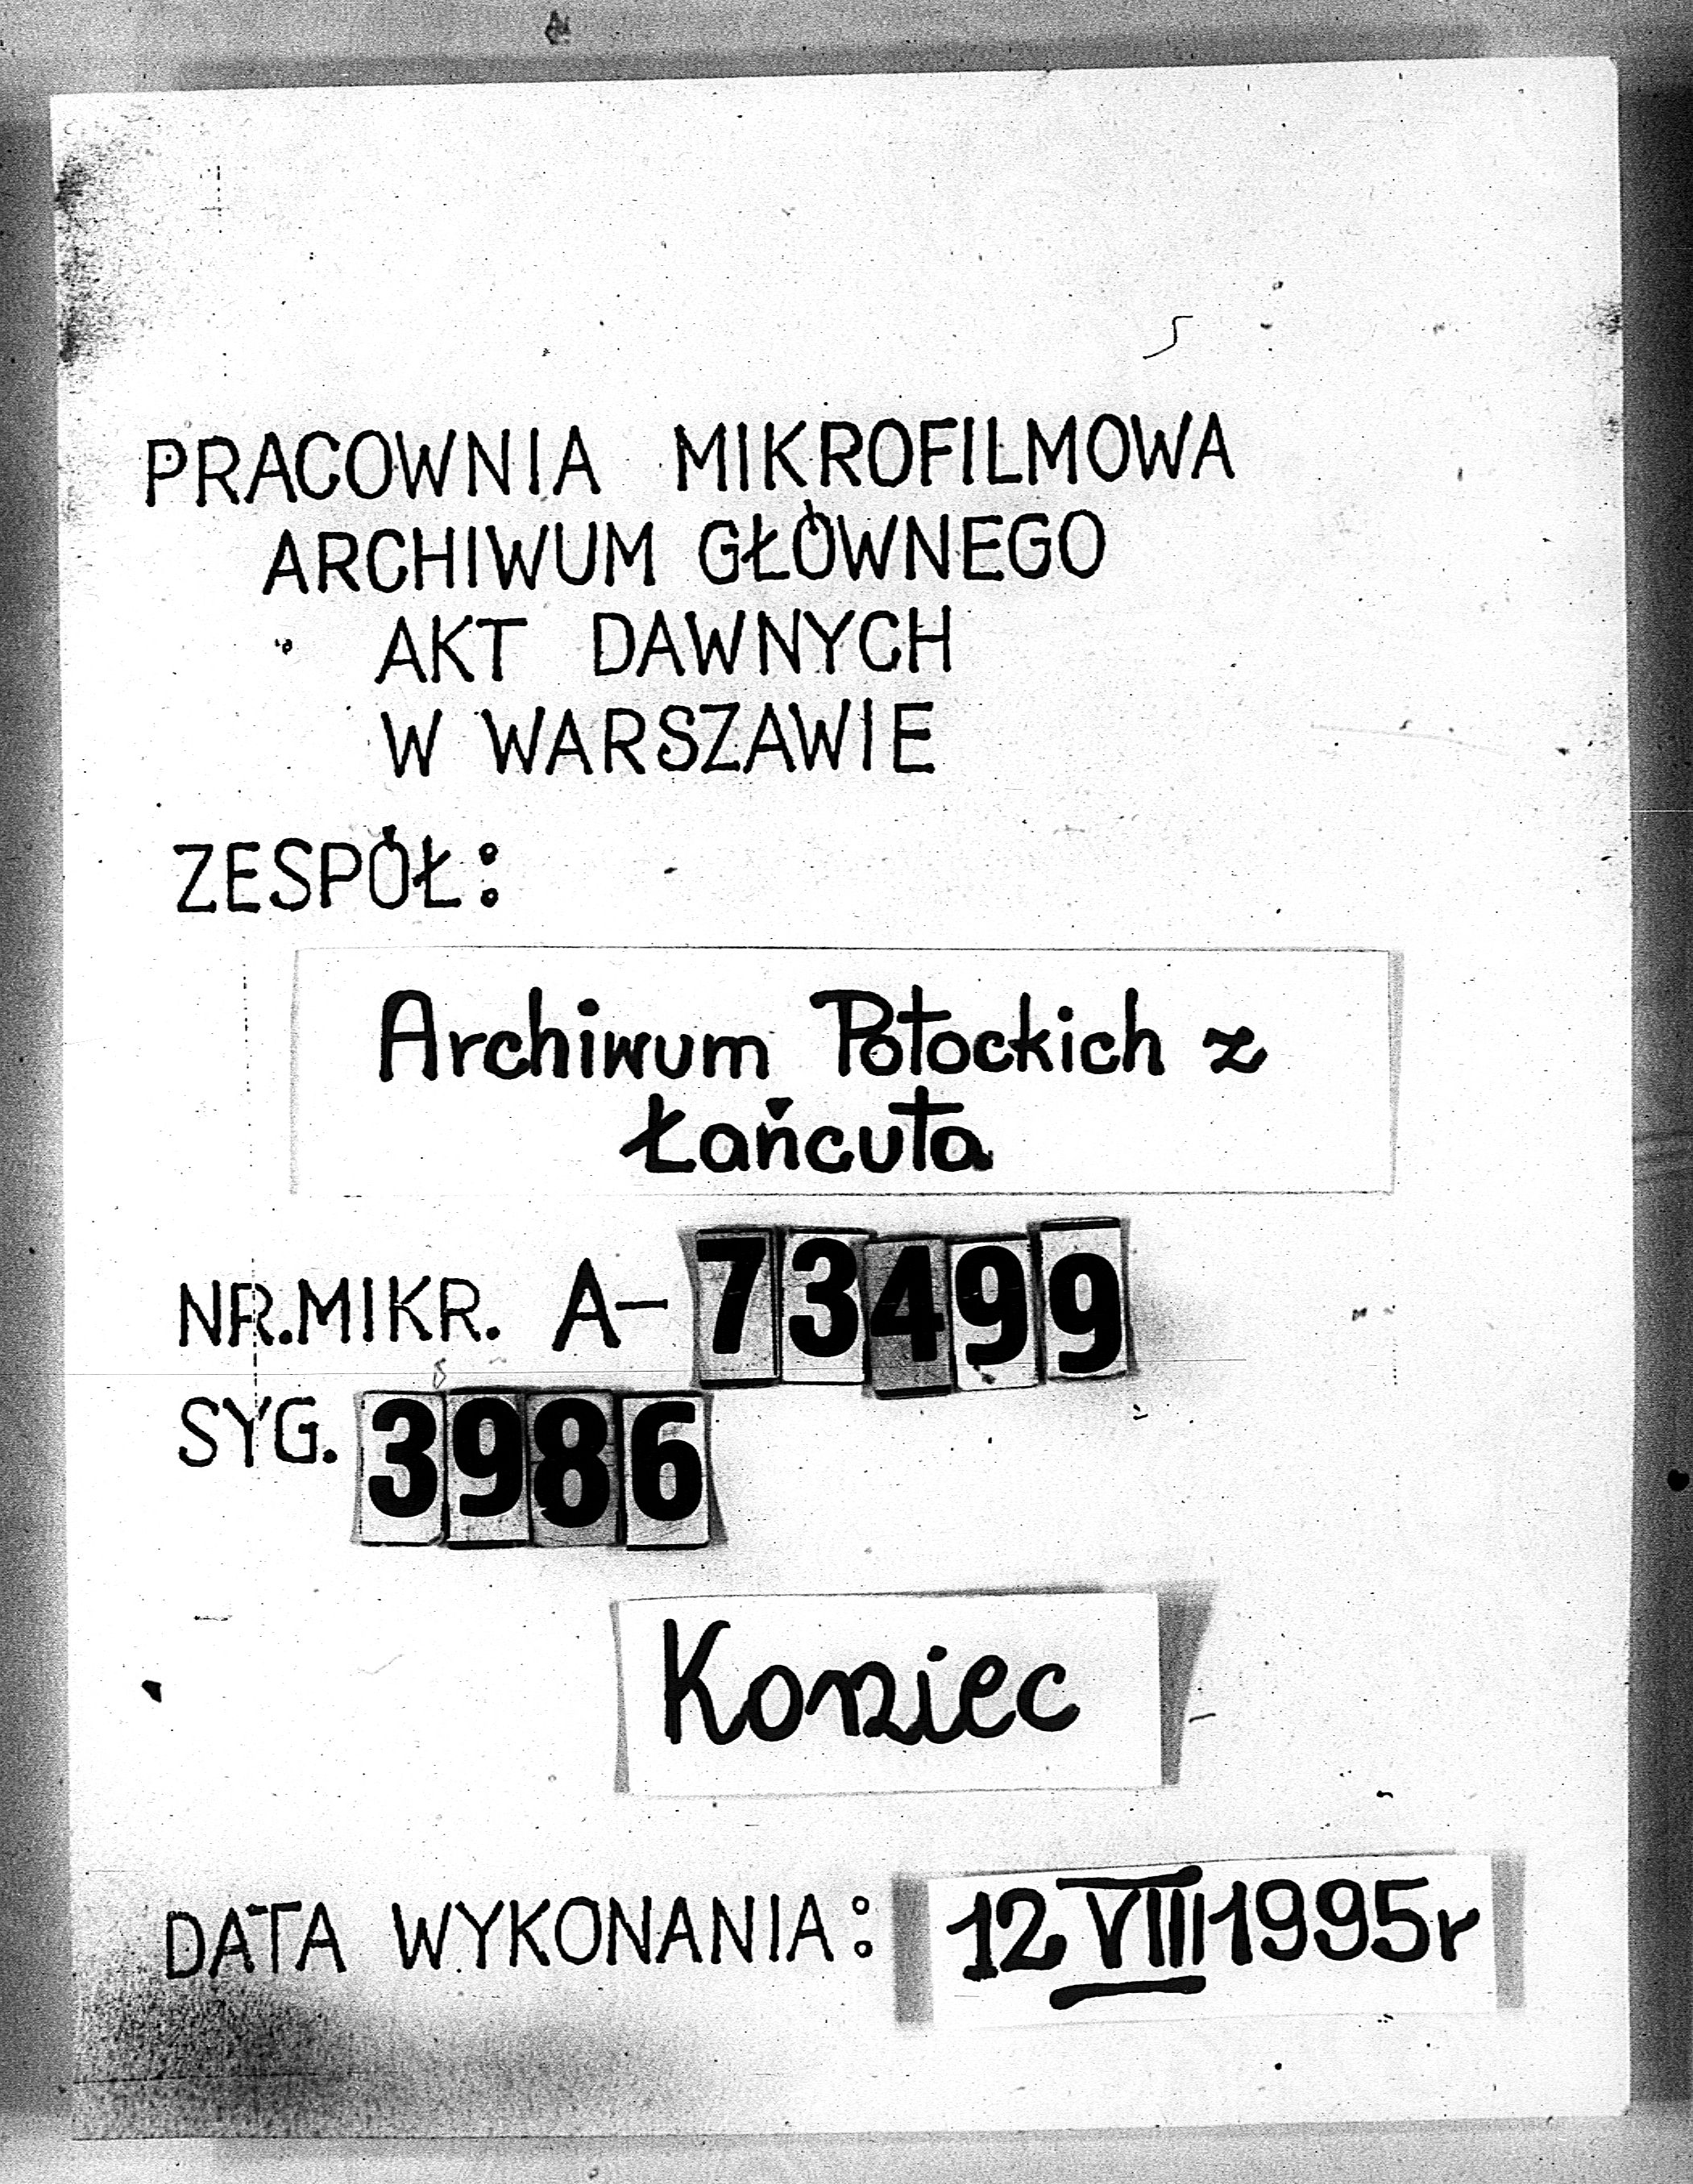 PRACOWNIA MIKROFILMOWA
ARCHIWUM GŁÓWNEGO
AKT DAWNYCH
W WARSZAWIE
ZESPÓŁ:
Archiwum Potockich z
Łańcuta
NR.MIKR. A-73499
SYG. 3986
Koniec
DATA WYKONANIA: 12 VIII 1995r